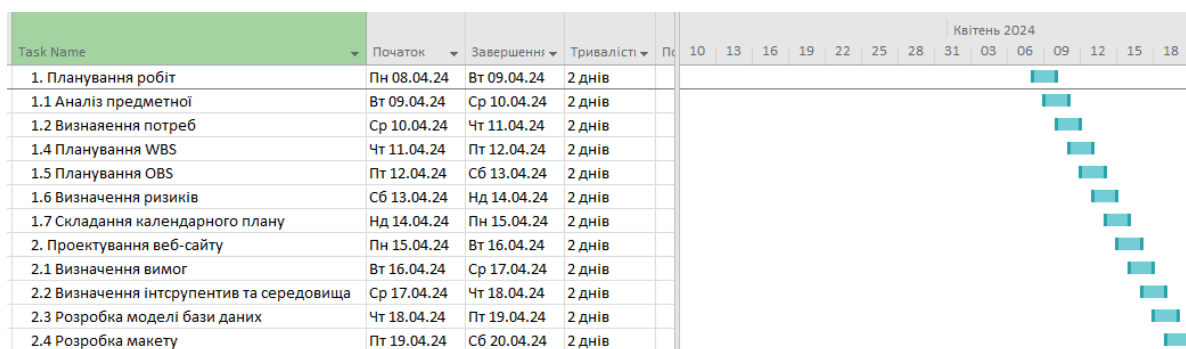 Квітень 2024
Task Name Початок Завершення Тривалісті По 10 13 16 19 22 25 28 31 03 06 09 12 15 18
1. Планування робіт Пн 08.04.24 Вт 09.04.24 2 днів
1.1 Аналіз предметної Вт 09.04.24 Ср 10.04.24 2 днів
1.2 Визнаяення потреб Ср 10.04.24 Чт 11.04.24 2 днів
1.4 Планування WBS Чт 11.04.24 Пт 12.04.24 2 днів
1.5 Планування OBS Пт 12.04.24 Сб 13.04.24 2 днів
1.6 Визначення ризиків Сб 13.04.24 Нд 14.04.24 2 днів
1.7 Складання календарного плану Нд 14.04.24 Пн 15.04.24 2 днів
2. Проектування веб-сайту Пн 15.04.24 Вт 16.04.24 2 днів
2.1 Визначення вимог Вт 16.04.24 Ср 17.04.24 2 днів
2.2 Визначення інтсрупентив та середовища Ср 17.04.24 Чт 18.04.24 2 днів
2.3 Розробка моделі бази даних Чт 18.04.24 Пт 19.04.24 2 днів
2.4 Розробка макету Пт 19.04.24 Сб 20.04.24 2 днів